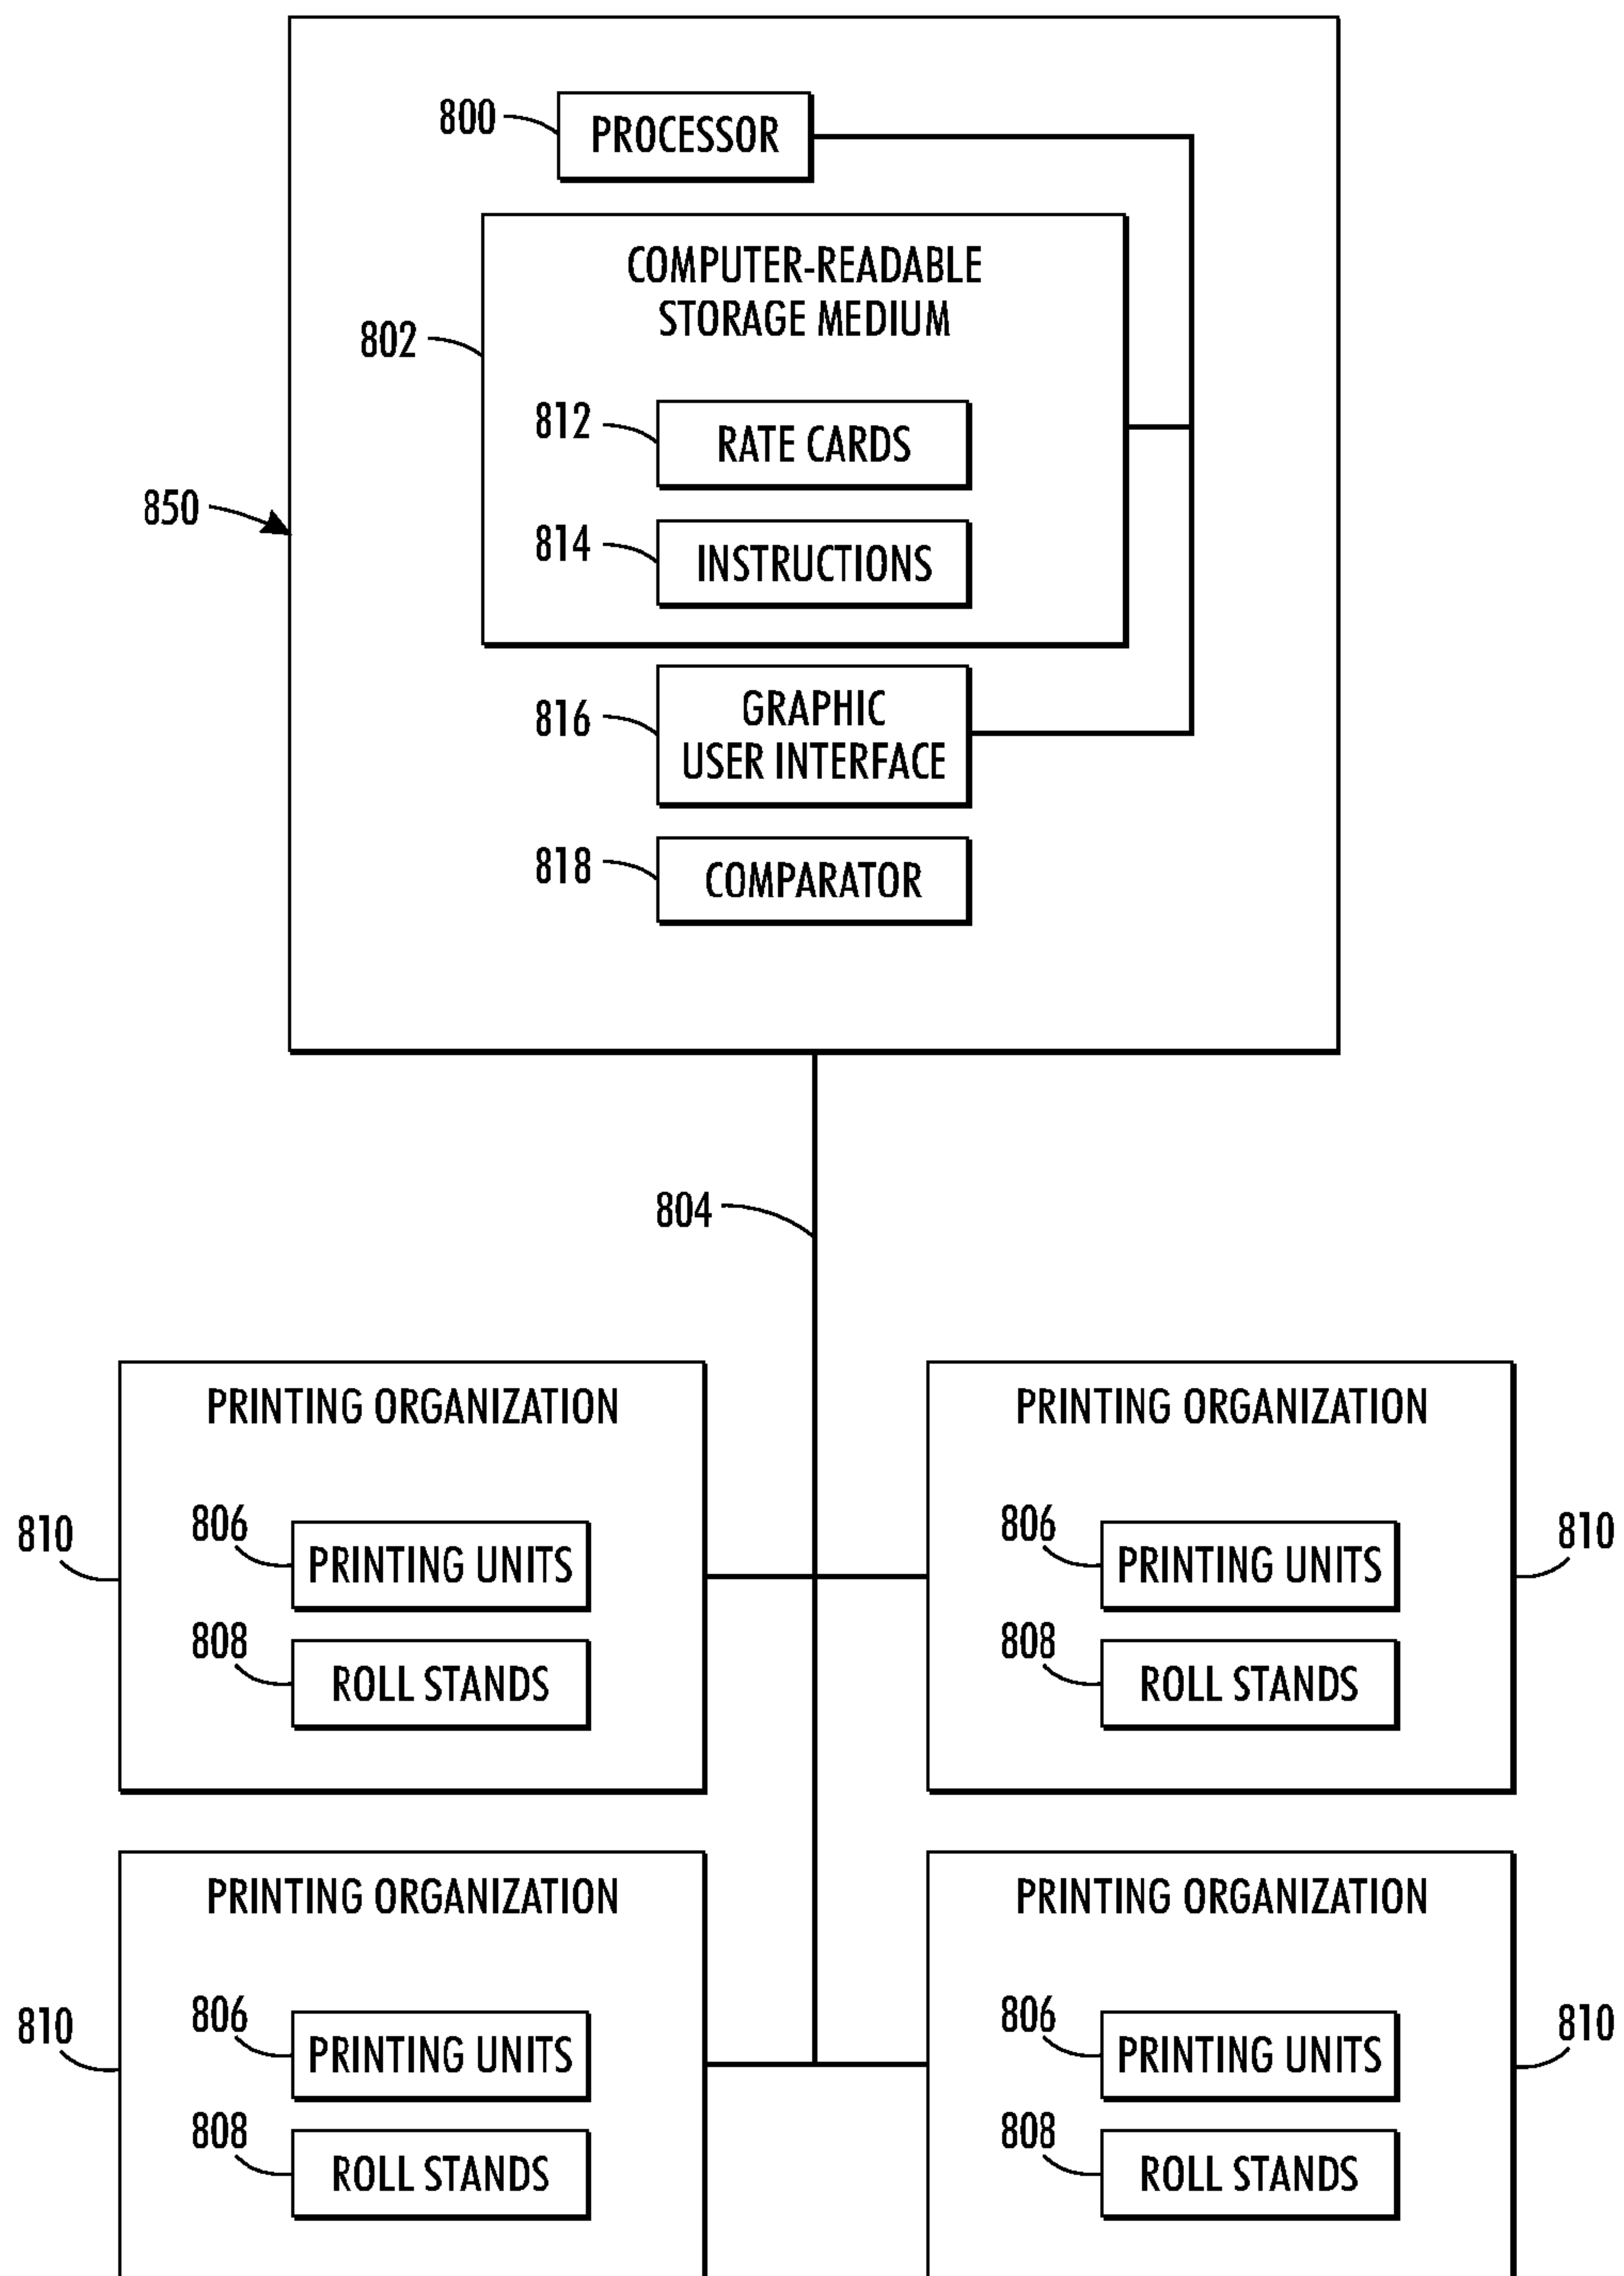 800
PROCESSOR
COMPUTER-READABLE
STORAGE MEDIUM
802
812
RATE CARDS
850
814
INSTRUCTIONS
816
GRAPHIC
USER INTERFACE
818
COMPARATOR
804
PRINTING ORGANIZATION
810
806
PRINTING UNITS
808
ROLL STANDS
PRINTING ORGANIZATION
806
PRINTING UNITS
810
808
ROLL STANDS
PRINTING ORGANIZATION
810
806
PRINTING UNITS
808
ROLL STANDS
PRINTING ORGANIZATION
806
PRINTING UNITS
810
808
ROLL STANDS